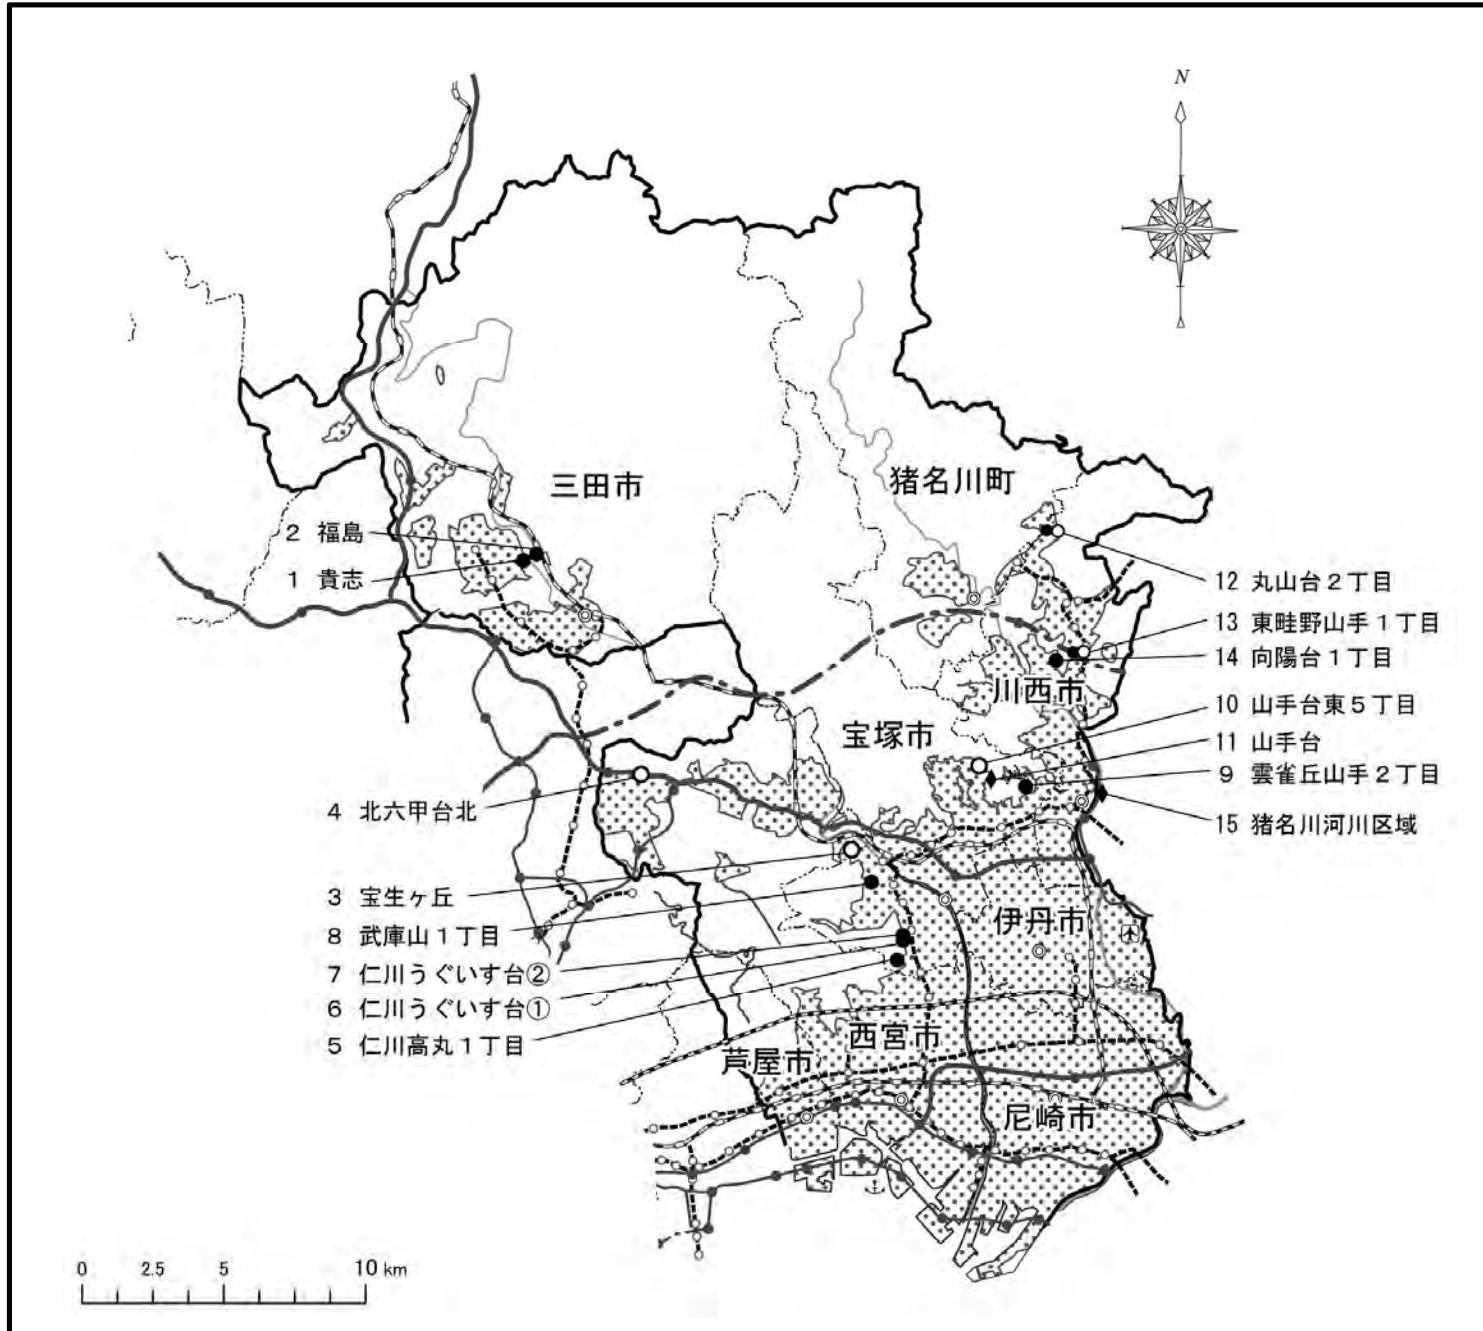 N
三田市
猪名川町
2 福島
1 貴志
12 丸山台2丁目
13 東畦野山手1丁目
14 向陽台1丁目
川西市
10 山手台東5丁目
宝塚市
11 山手台
9 雲雀丘山手2丁目
4 北六甲台北
15 猪名川河川区域
3 宝生ヶ丘
伊丹市
8 武庫山1丁目
7 仁川うぐいす台②
6 仁川うぐいす台①
5 仁川高丸1丁目
西宮市
芦屋市
尼崎市
0 2.5 5 10 km